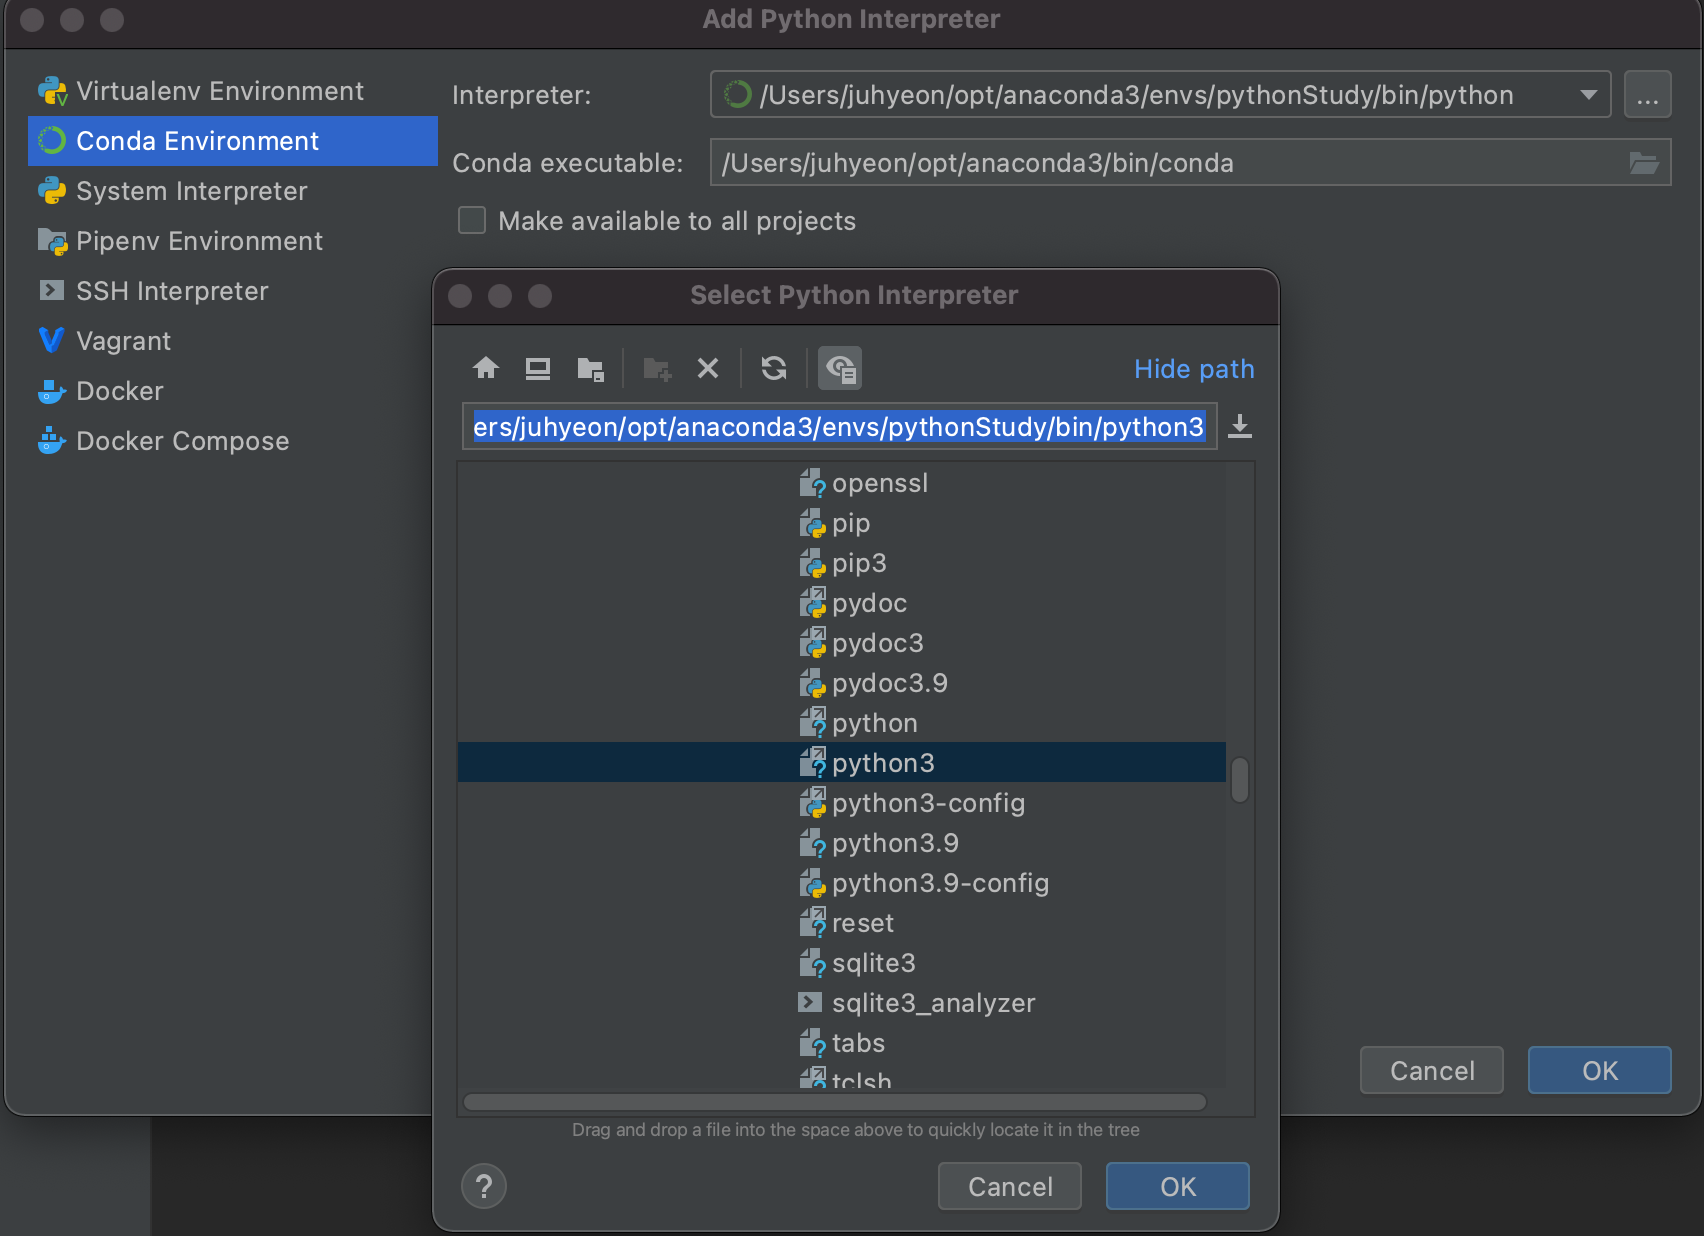 Add Python Interpreter
Virtualenv Environment
Conda Environment
System Interpreter
Pipenv Environment
SSH Interpreter
Vagrant
Docker
Docker Compose
Interpreter: /Users/juhyeon/opt/anaconda3/envs/pythonStudy/bin/python ...
Conda executable: /Users/juhyeon/opt/anaconda3/bin/conda
Make available to all projects
Select Python Interpreter
Hide path
ers/juhyeon/opt/anaconda3/envs/pythonStudy/bin/python3
openssl
pip
pip3
pydoc
pydoc3
pydoc3.9
python
python3
python3-config
python3.9
python3.9-config
reset
sqlite3
sqlite3_analyzer
tabs
tclsh
Drag and drop a file into the space above to quickly locate it in the tree
? Cancel OK
Cancel OK